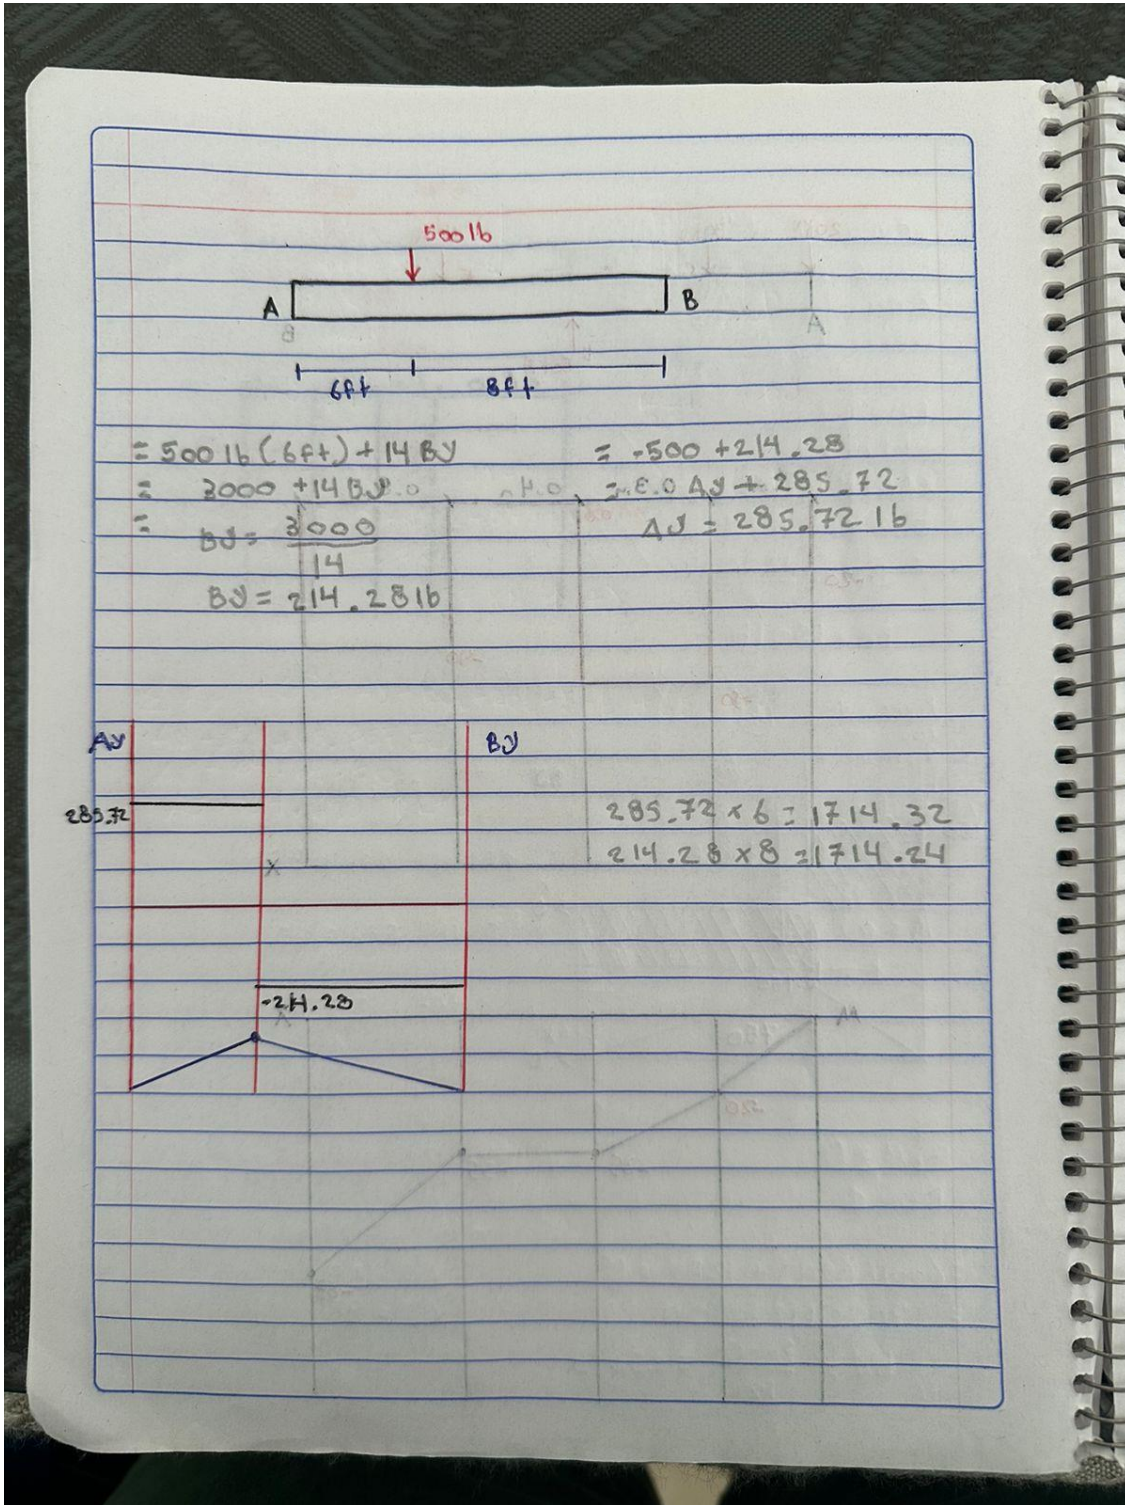 500 lb
A B
6ft 8ft
= 500 lb (6ft) + 14 By = -500 + 214.28
= 3000 + 14 By = Ay + 285.72
= By = 3000 Ay = 285.72 lb
14
By = 214.28 lb
Ay By
285.72 285.72 x 6 = 1714.32
214.28 x 8 = 1714.24
-214.28